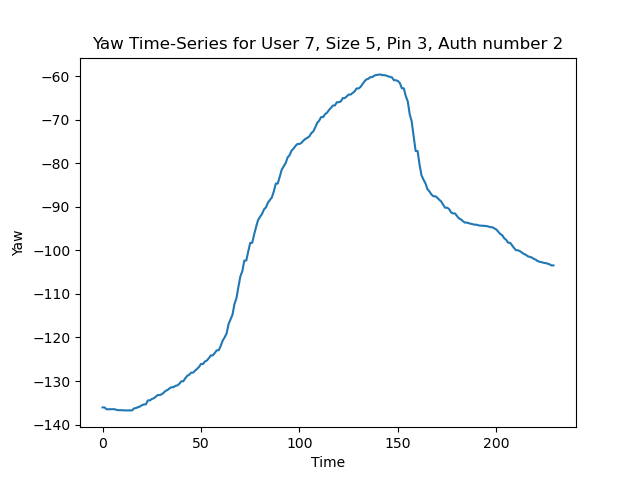 Yaw Time-Series for User 7, Size 5, Pin 3, Auth number 2
−60
−70
−80
−90
−100
−110
−120
−130
−140
Yaw
0 50 100 150 200
Time